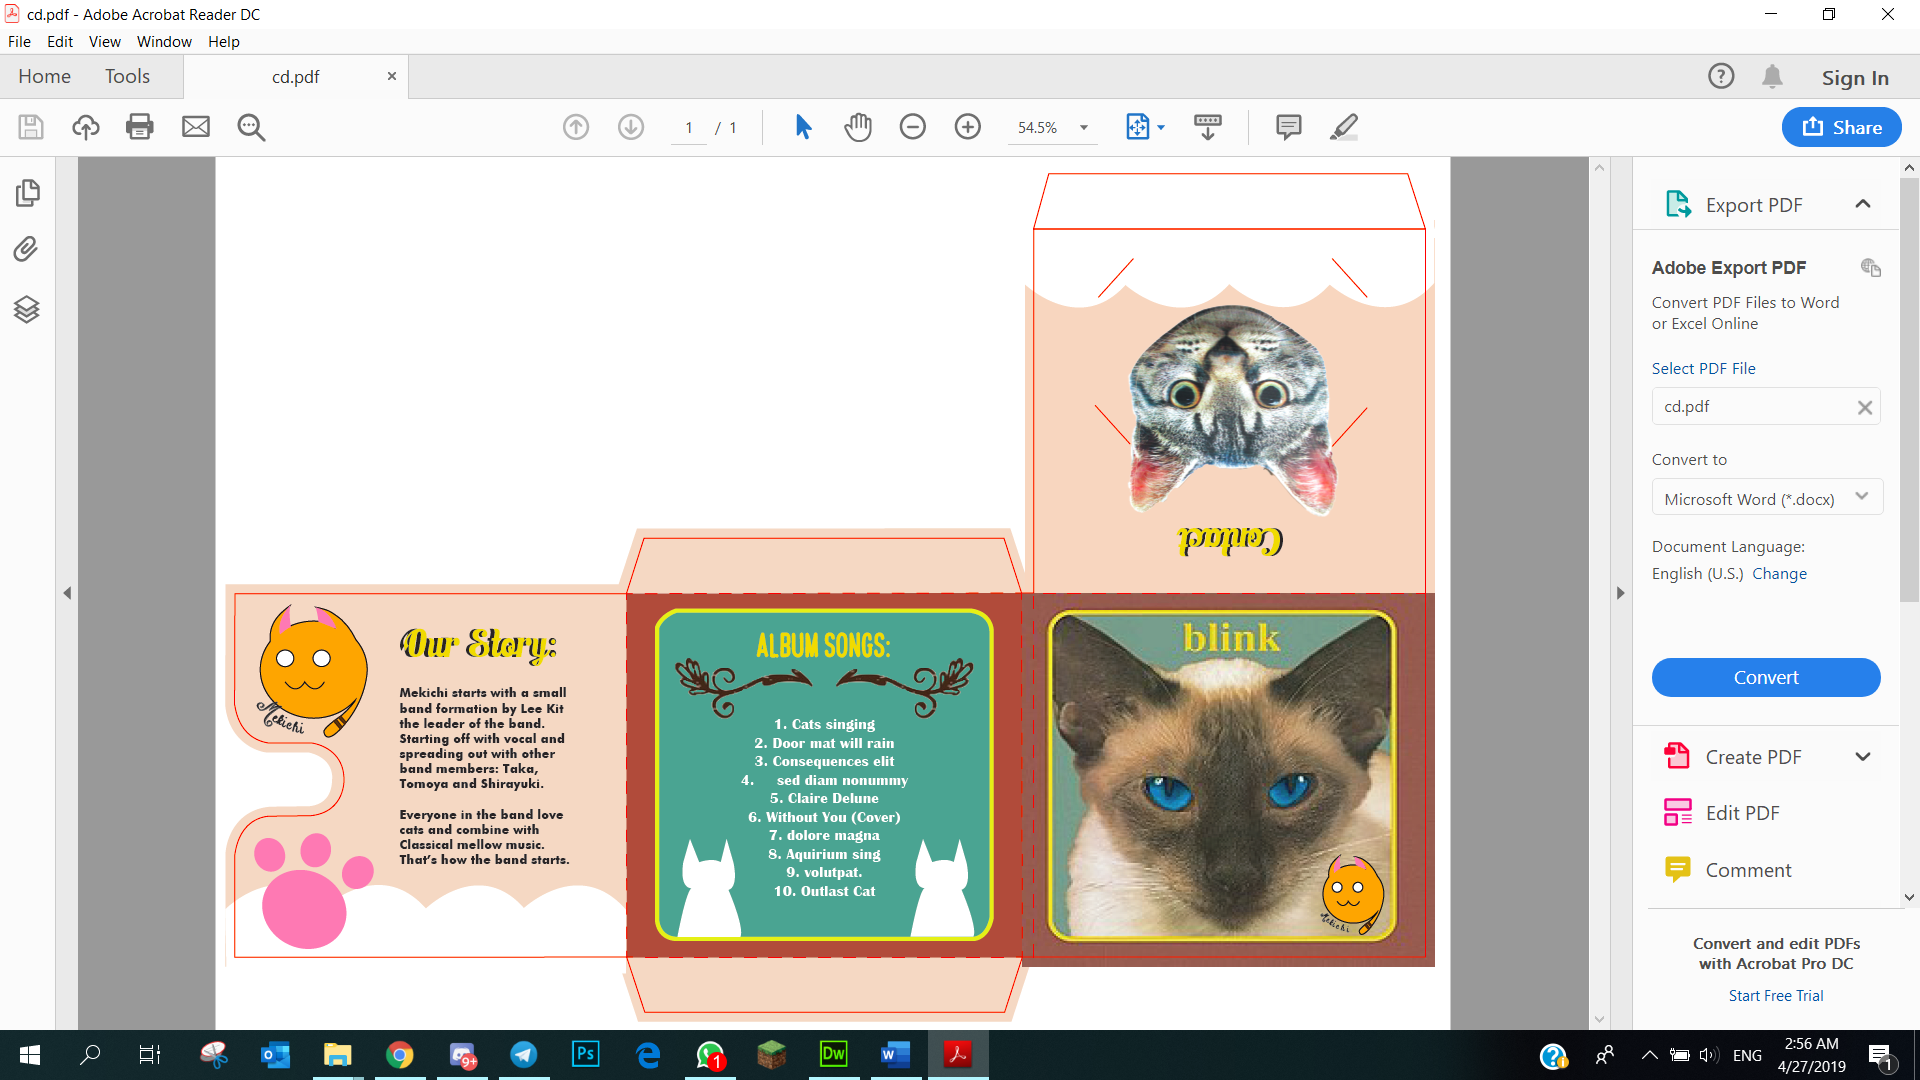 cd.pdf - Adobe Acrobat Reader DC
File Edit View Window Help
Home Tools cd.pdf Sign In
1 / 1 54.5% Share
Export PDF
Adobe Export PDF
Convert PDF Files to Word
or Excel Online
Select PDF File
cd.pdf
Convert to
Microsoft Word (*.docx)
Document Language:
English (U.S.) Change
Convert
Create PDF
Edit PDF
Comment
Convert and edit PDFs
with Acrobat Pro DC
Start Free Trial
Contact
Mekichi
Our Story:
Mekichi starts with a small
band formation by Lee Kit
the leader of the band.
Starting off with vocal and
spreading out with other
band members: Taka,
Tomoya and Shirayuki.
Everyone in the band love
cats and combine with
Classical mellow music.
That's how the band starts.
ALBUM SONGS:
1. Cats singing
2. Door mat will rain
3. Consequences elit
4. sed diam nonummy
5. Claire Delune
6. Without You (Cover)
7. dolore magna
8. Aquirium sing
9. volutpat.
10. Outlast Cat
blink
Mekichi
9+ Ps 1 Dw W ENG
2:56 AM
4/27/2019
1